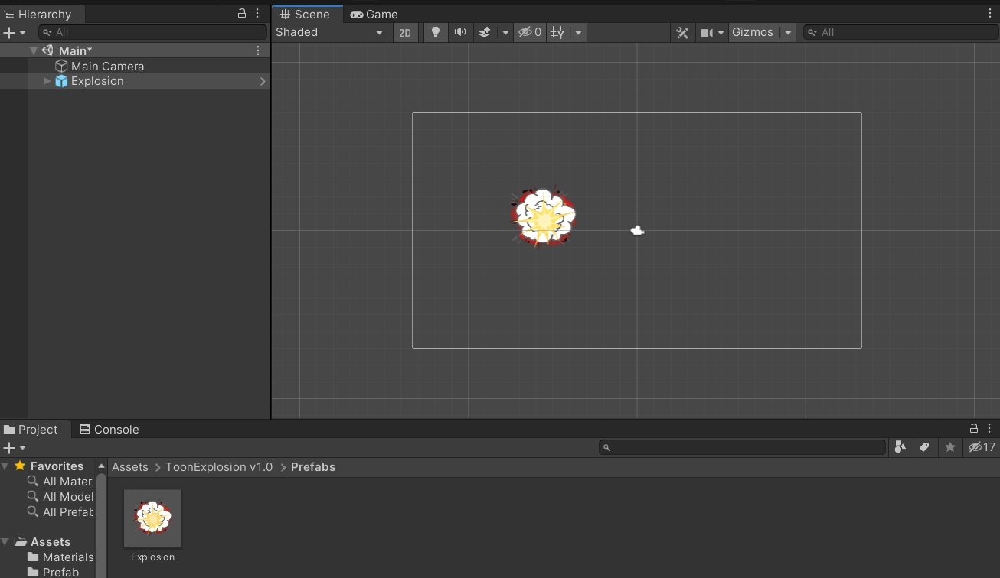 Hierarchy
Scene
Game
All
Shaded
2D
0
Gizmos
All
Main*
Main Camera
Explosion
Project
Console
17
Favorites
All Materi
All Model
All Prefab
Assets
Materials
Prefab
Assets > ToonExplosion v1.0 > Prefabs
Explosion